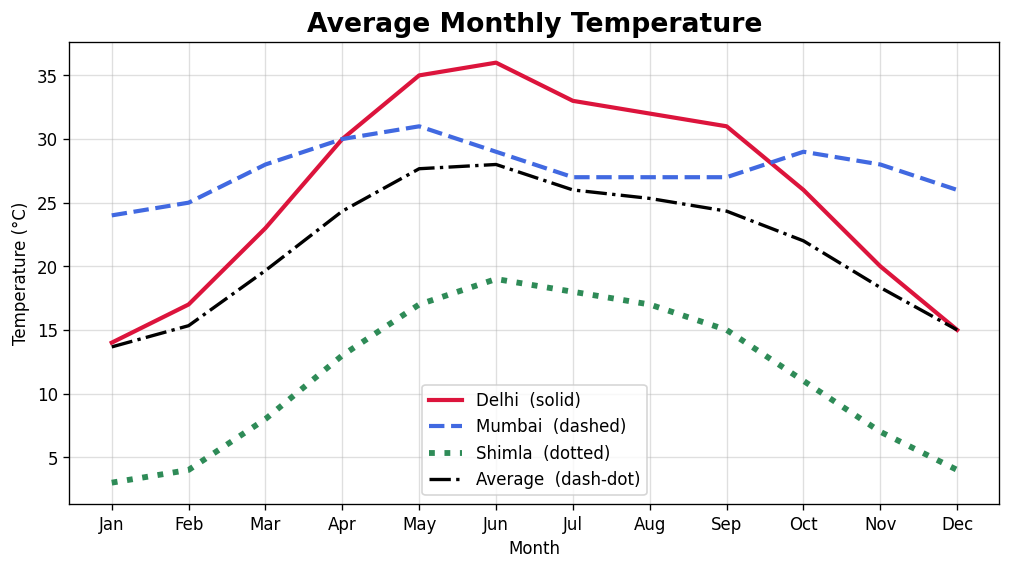 Average Monthly Temperature
Temperature (°C)
35
30
25
20
15
10
5
Delhi  (solid)
Mumbai  (dashed)
Shimla  (dotted)
Average  (dash-dot)
Jan Feb Mar Apr May Jun Jul Aug Sep Oct Nov Dec
Month